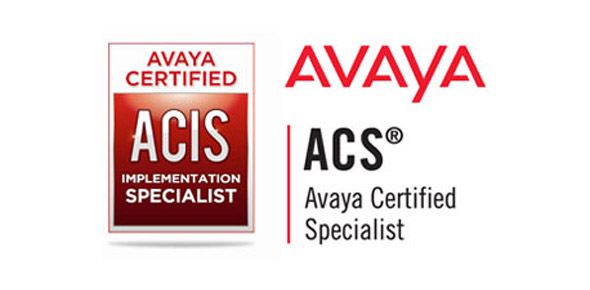 AVAYA
CERTIFIED
ACIS
IMPLEMENTATION
SPECIALIST
AVAYA
ACS®
Avaya Certified
Specialist